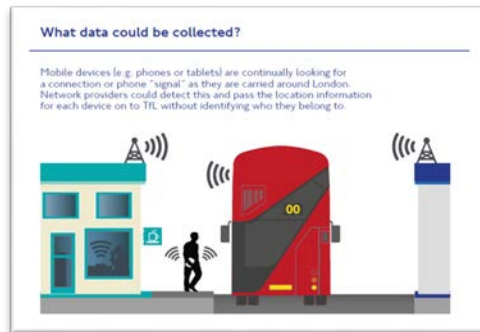 What data could be collected?
Mobile devices (e.g. phones or tablets) are continually looking for
a connection or phone "signal" as they are carried around London.
Network providers could detect this and pass the location information
for each device on to TfL without identifying who they belong to.
00